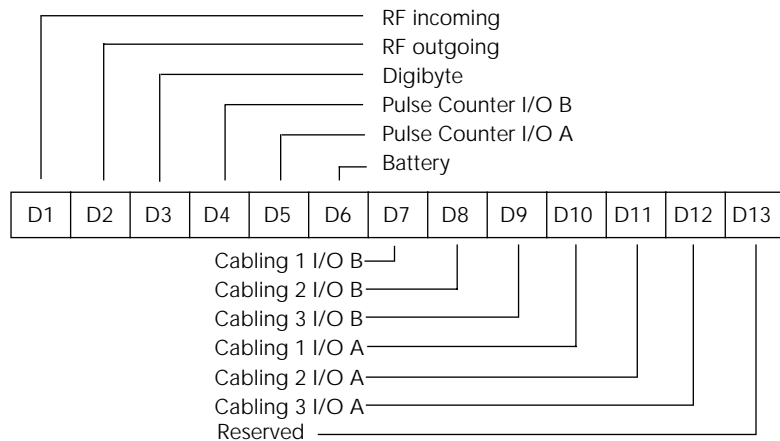 RF incoming
RF outgoing
Digibyte
Pulse Counter I/O B
Pulse Counter I/O A
Battery
D1 D2 D3 D4 D5 D6 D7 D8 D9 D10 D11 D12 D13
Cabling 1 I/O B
Cabling 2 I/O B
Cabling 3 I/O B
Cabling 1 I/O A
Cabling 2 I/O A
Cabling 3 I/O A
Reserved